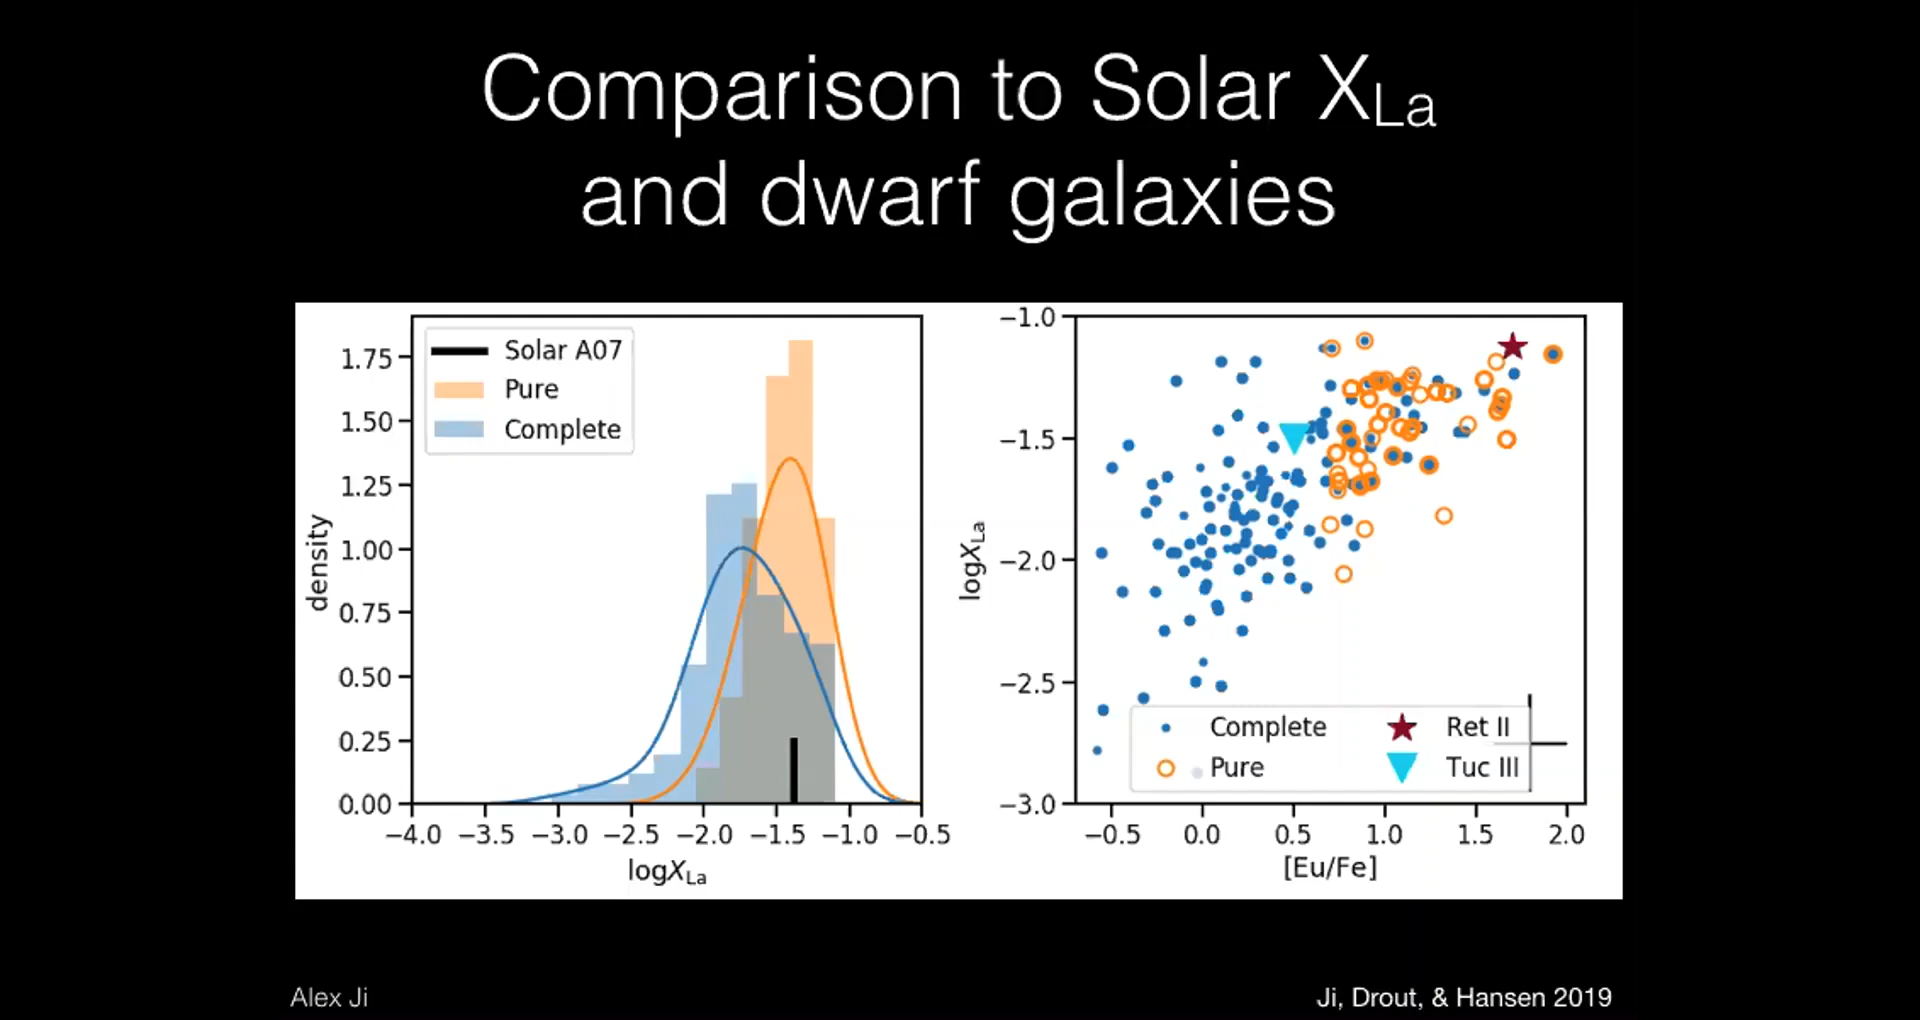 Comparison to Solar XLa
and dwarf galaxies
Solar A07
Pure
Complete
density
1.75
1.50
1.25
1.00
0.75
0.50
0.25
0.00
−4.0 −3.5 −3.0 −2.5 −2.0 −1.5 −1.0 −0.5
logXLa
logXLa
−1.0
−1.5
−2.0
−2.5
−3.0
Complete Ret II
Pure Tuc III
−0.5 0.0 0.5 1.0 1.5 2.0
[Eu/Fe]
Alex Ji
Ji, Drout, & Hansen 2019